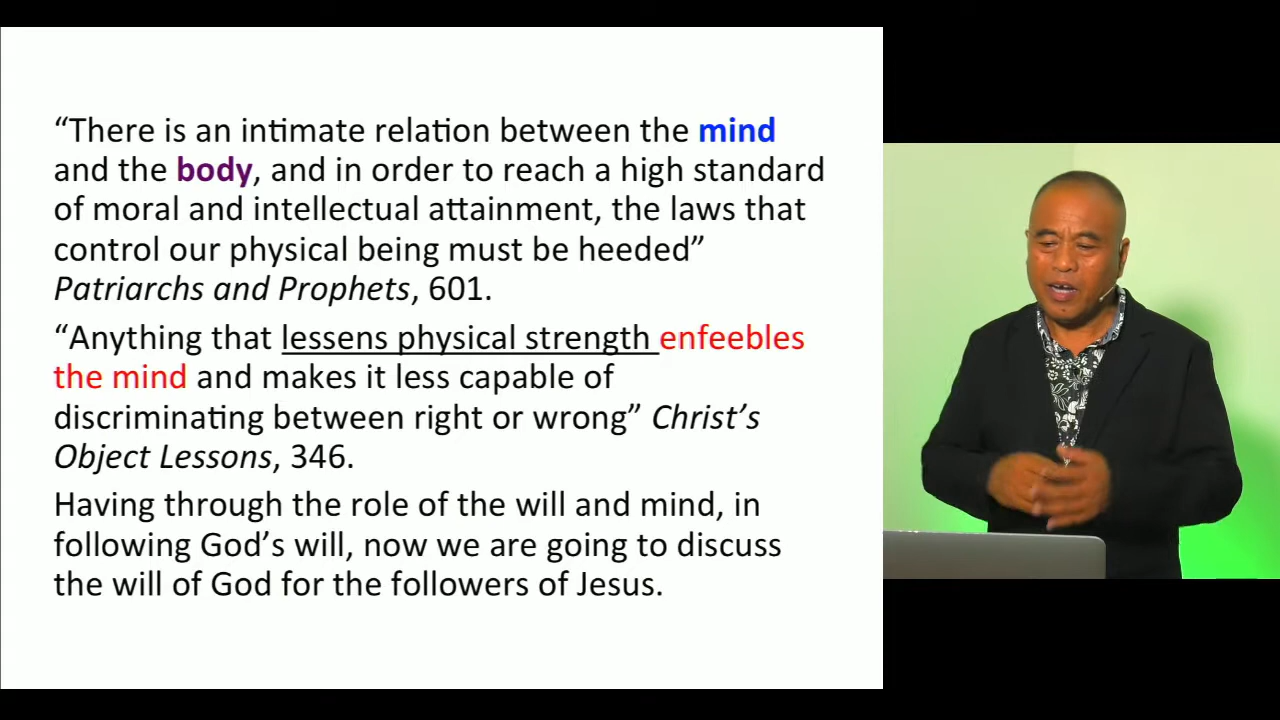 “There is an intimate relation between the mind
and the body, and in order to reach a high standard
of moral and intellectual attainment, the laws that
control our physical being must be heeded”
Patriarchs and Prophets, 601.
“Anything that lessens physical strength enfeebles
the mind and makes it less capable of
discriminating between right or wrong” Christ’s
Object Lessons, 346.
Having through the role of the will and mind, in
following God’s will, now we are going to discuss
the will of God for the followers of Jesus.